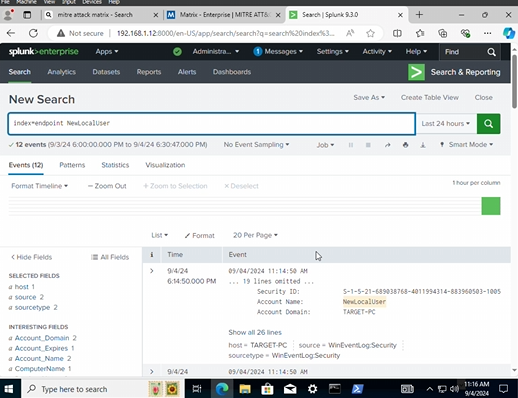 File Machine View Input Devices Help
mitre attack matrix - Search
Matrix - Enterprise | MITRE ATT&
Search | Splunk 9.3.0
Not secure 192.168.1.12:8000/en-US/app/search/search?q=search%20index%3...
splunk>enterprise Apps Administra... 1 Messages Settings Activity Help Find
Search Analytics Datasets Reports Alerts Dashboards Search & Reporting
New Search Save As Create Table View Close
index=endpoint NewLocalUser Last 24 hours
12 events (9/3/24 6:00:00.000 PM to 9/4/24 6:30:47.000 PM) No Event Sampling Job Smart Mode
Events (12) Patterns Statistics Visualization
Format Timeline — Zoom Out + Zoom to Selection × Deselect 1 hour per column
List Format 20 Per Page
< Hide Fields All Fields i Time Event
SELECTED FIELDS
a host 1
a source 2
a sourcetype 2
INTERESTING FIELDS
a Account_Domain 2
a Account_Expires 1
a Account_Name 2
a ComputerName 1
> 9/4/24
6:14:50.000 PM
09/04/2024 11:14:50 AM
... 19 lines omitted ...
Security ID: S-1-5-21-689038768-4011994314-883960503-1005
Account Name: NewLocalUser
Account Domain: TARGET-PC
Show all 26 lines
host = TARGET-PC source = WinEventLog:Security
sourcetype = WinEventLog:Security
> 9/4/24 09/04/2024 11:14:50 AM
Type here to search
11:16 AM
9/4/2024